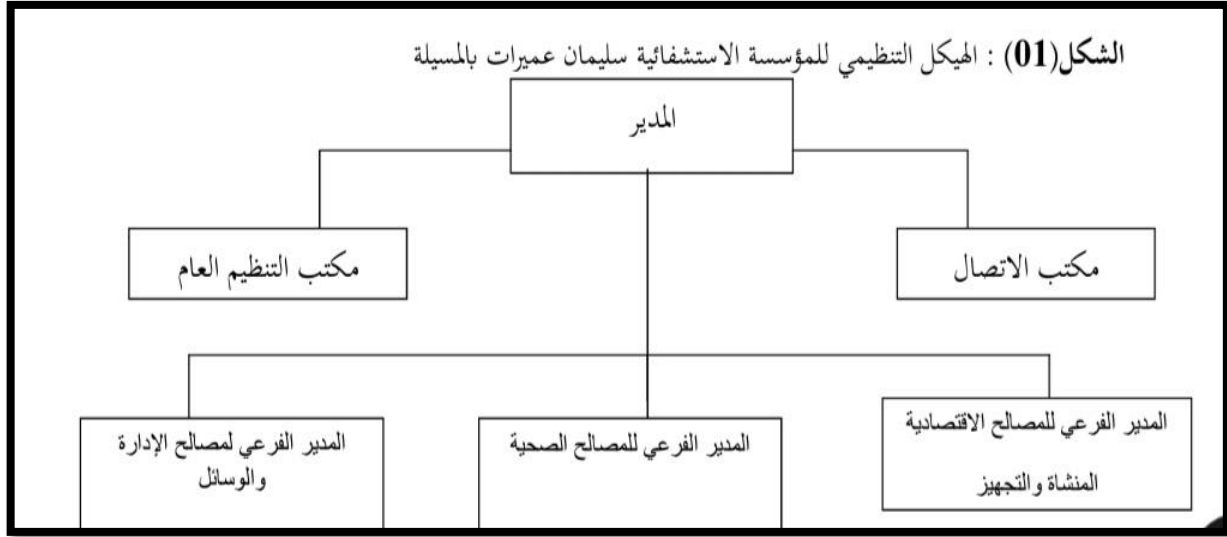 الشكل(01) : الهيكل التنظيمي للمؤسسة الاستشفائية سليمان عميرات بالمسيلة
المدير
مكتب الاتصال
مكتب التنظيم العام
المدير الفرعي للمصالح الاقتصادية
المنشاة والتجهيز
المدير الفرعي للمصالح الصحية
المدير الفرعي لمصالح الإدارة
والوسائل